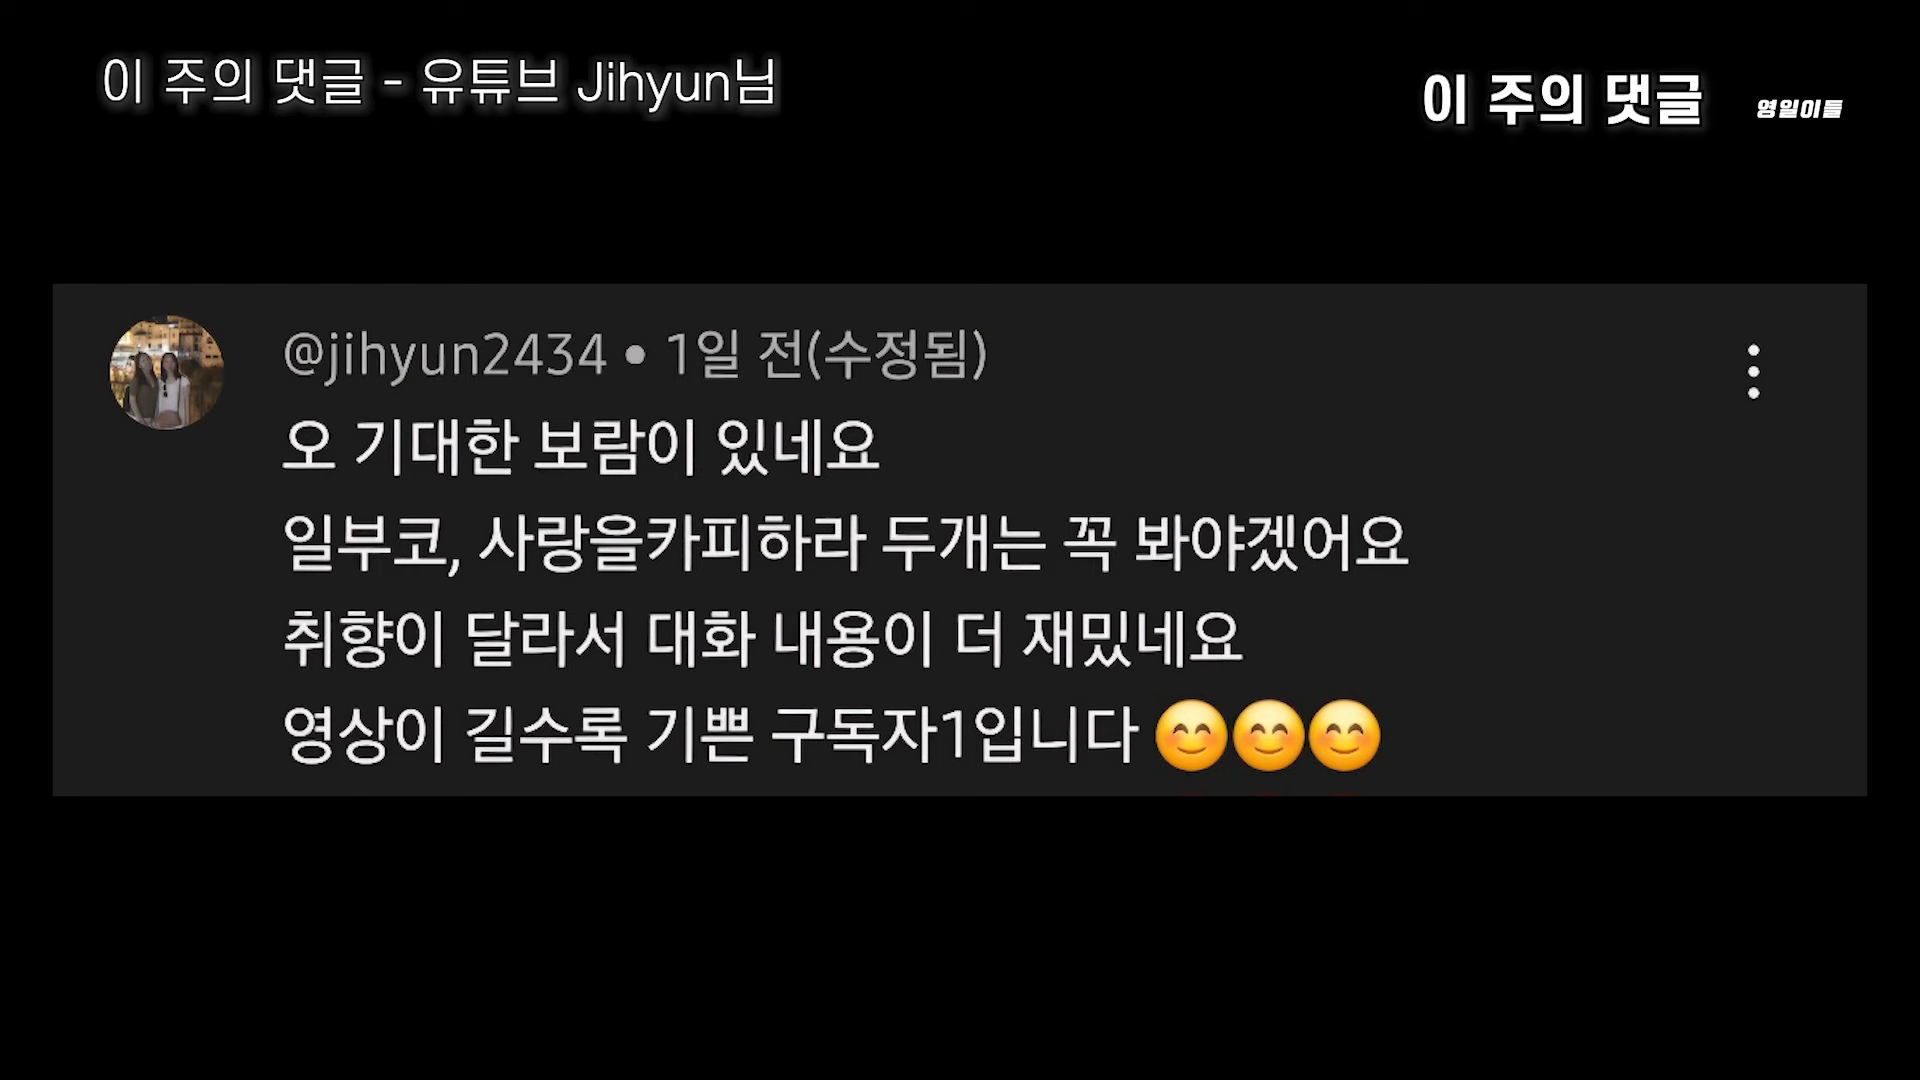 이 주의 댓글 - 유튜브 Jihyun님
이 주의 댓글 영일이들
@jihyun2434 • 1일 전(수정됨)
오 기대한 보람이 있네요
일부코, 사랑을카피하라 두개는 꼭 봐야겠어요
취향이 달라서 대화 내용이 더 재밌네요
영상이 길수록 기쁜 구독자1입니다 😊😊😊